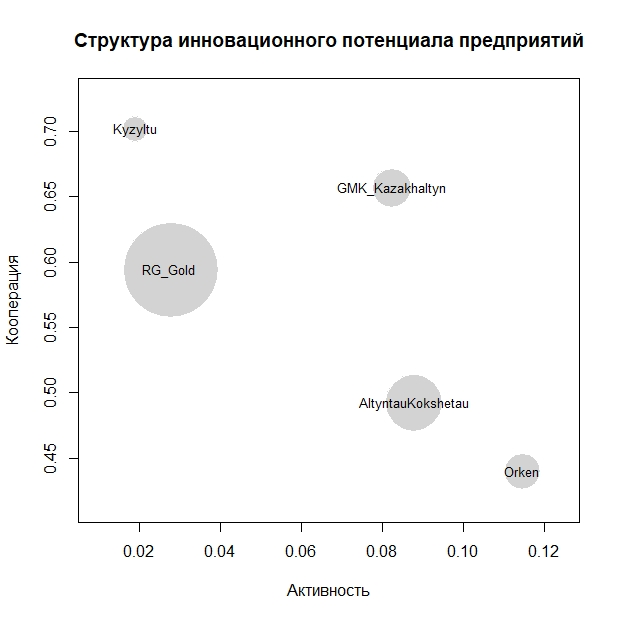 Структура инновационного потенциала предприятий
Кооперация
0.70
0.65
0.60
0.55
0.50
0.45
Kyzyltu
GMK_Kazakhaltyn
RG_Gold
AltyntauKokshetau
Orken
0.02 0.04 0.06 0.08 0.10 0.12
Активность